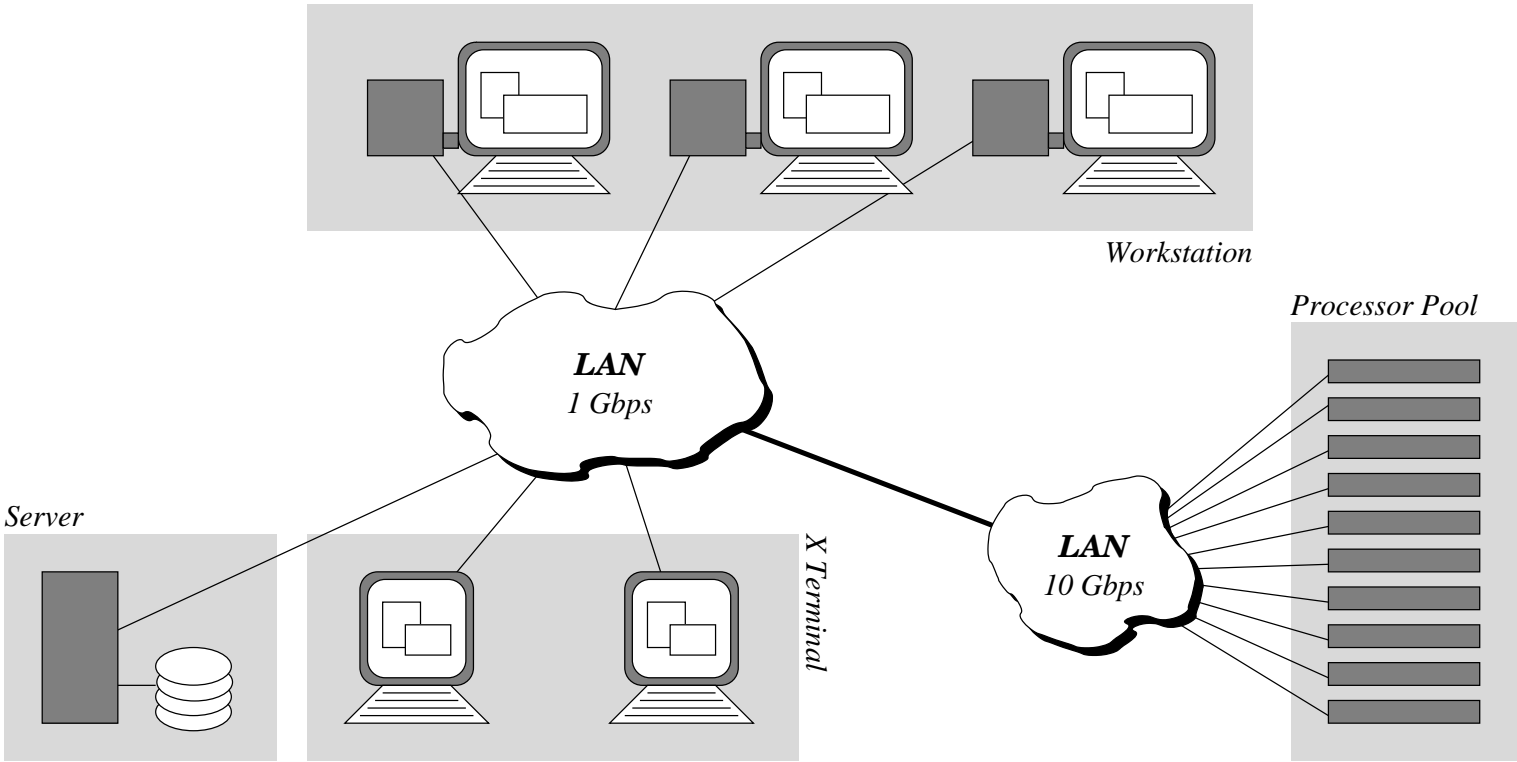 Workstation
Processor Pool
LAN
1 Gbps
Server
X Terminal
LAN
10 Gbps